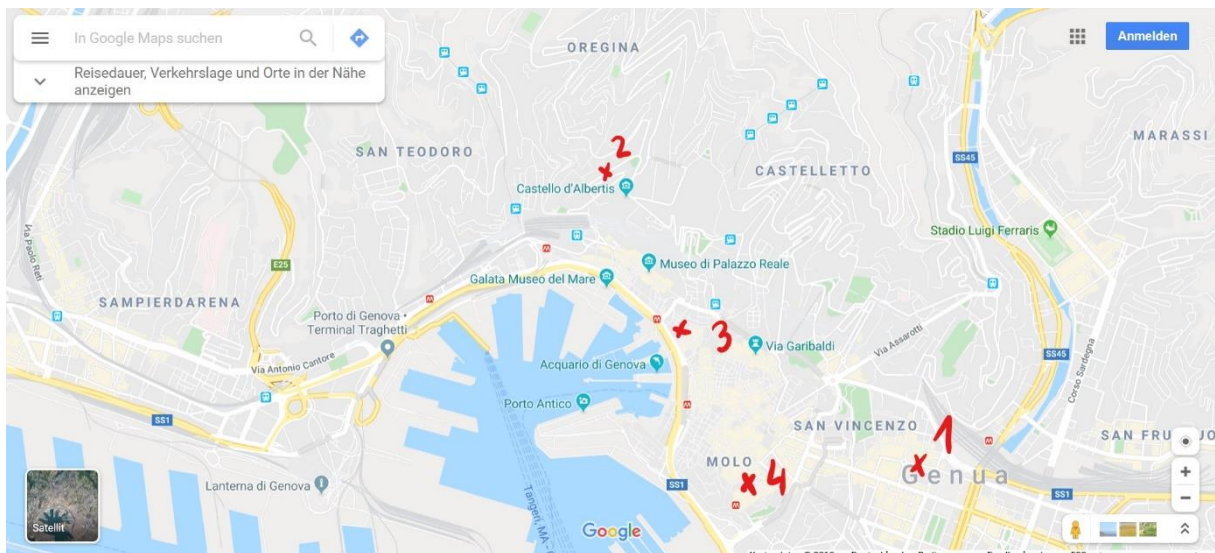 In Google Maps suchen
Anmelden
Reisedauer, Verkehrslage und Orte in der Nähe
anzeigen
OREGINA
MARASSI
SAN TEODORO
2
CASTELLETTO
SS45
Castello d'Albertis
Via Paolo Reti
Stadio Luigi Ferraris
E25
Museo di Palazzo Reale
Galata Museo del Mare
SAMPIERDARENA
Porto di Genova •
Terminal Traghetti
3
Via Garibaldi
Via Assarotti
SS45
Corso Sardegna
Via Antonio Cantore
Acquario di Genova
Porto Antico
SS1
SAN VINCENZO
1
SAN FRU
UO
MOLO
4
Genua
Lanterna di Genova
SS1
SS1
Tangeri, MA
Satellit
Google